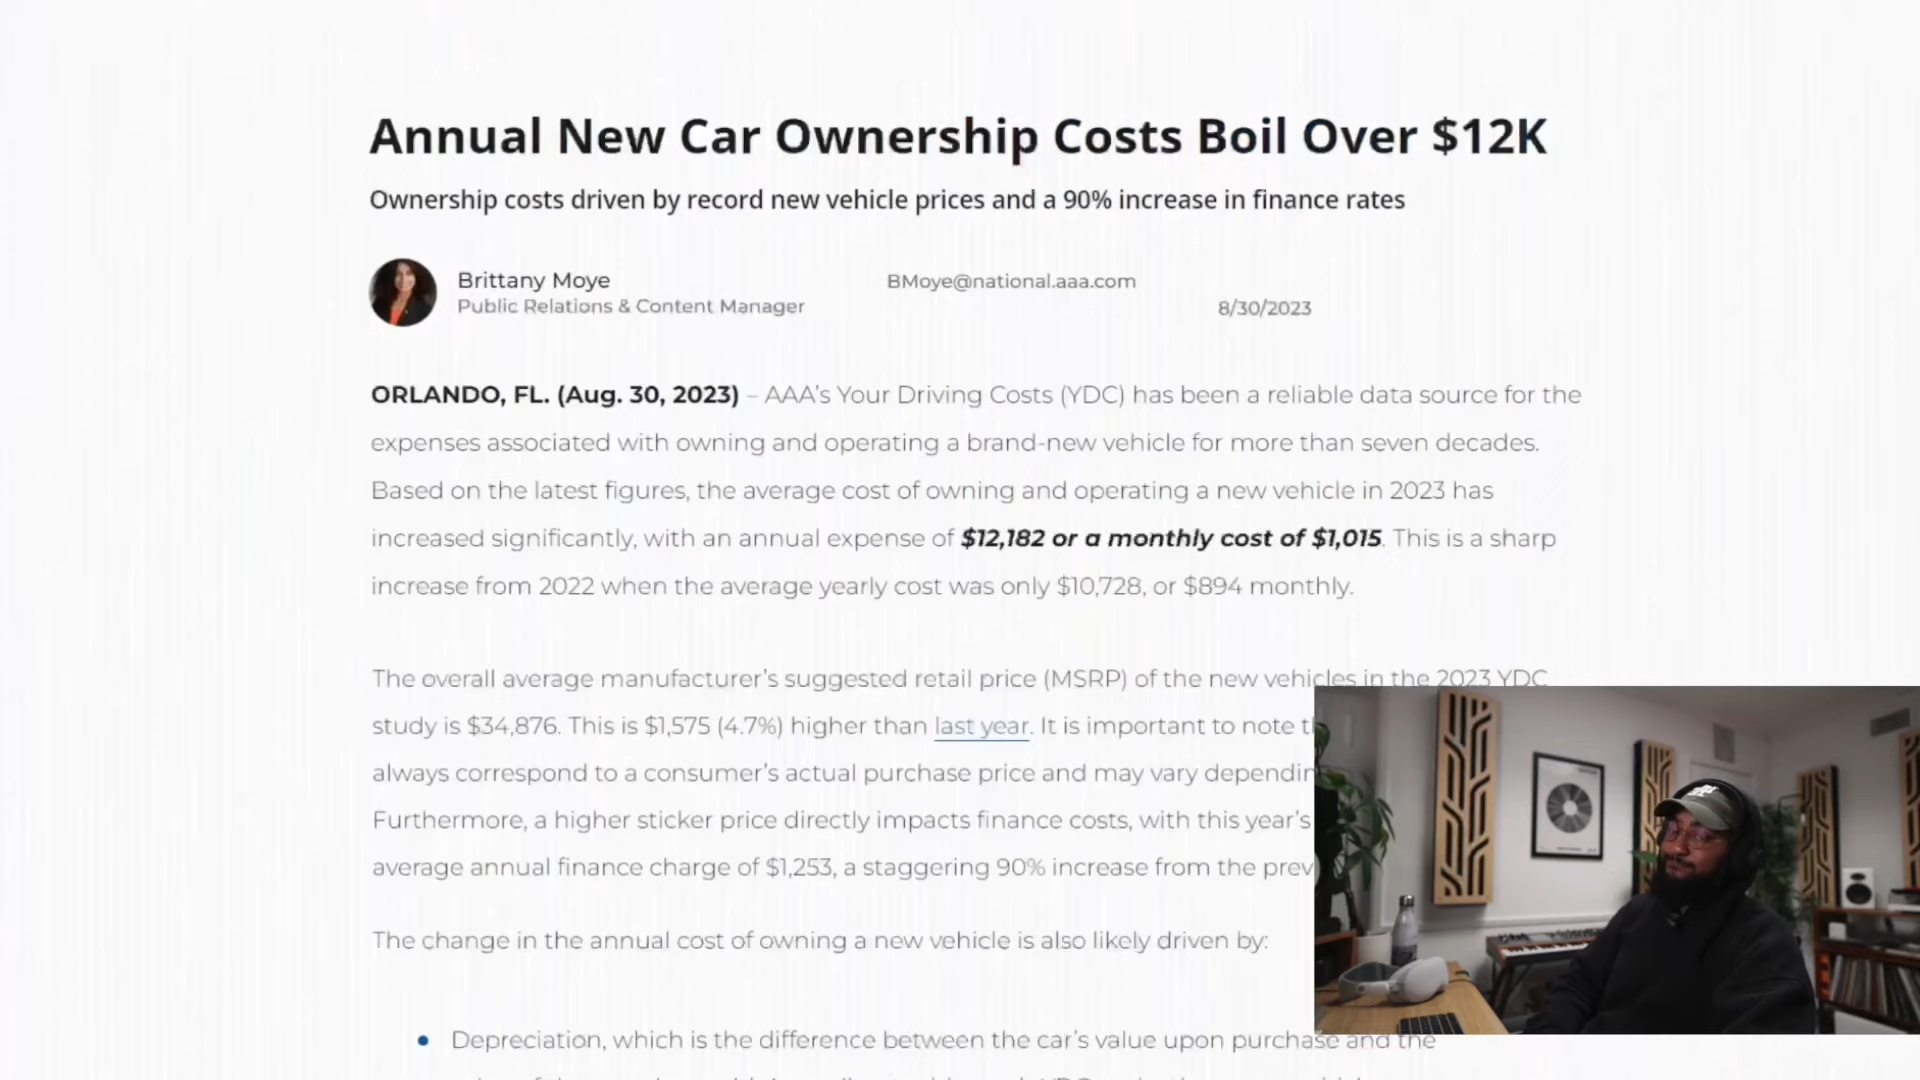 Annual New Car Ownership Costs Boil Over $12K
Ownership costs driven by record new vehicle prices and a 90% increase in finance rates
Brittany Moye
BMoye@national.aaa.com
Public Relations & Content Manager
8/30/2023
ORLANDO, FL. (Aug. 30, 2023) – AAA’s Your Driving Costs (YDC) has been a reliable data source for the
expenses associated with owning and operating a brand-new vehicle for more than seven decades.
Based on the latest figures, the average cost of owning and operating a new vehicle in 2023 has
increased significantly, with an annual expense of $12,182 or a monthly cost of $1,015. This is a sharp
increase from 2022 when the average yearly cost was only $10,728, or $894 monthly.
The overall average manufacturer’s suggested retail price (MSRP) of the new vehicles in the 2023 YDC
study is $34,876. This is $1,575 (4.7%) higher than last year. It is important to note
always correspond to a consumer’s actual purchase price and may vary
Furthermore, a higher sticker price directly impacts finance costs, with this year’s
average annual finance charge of $1,253, a staggering 90% increase from the
The change in the annual cost of owning a new vehicle is also likely driven by:
Depreciation, which is the difference between the car’s value upon purchase and the